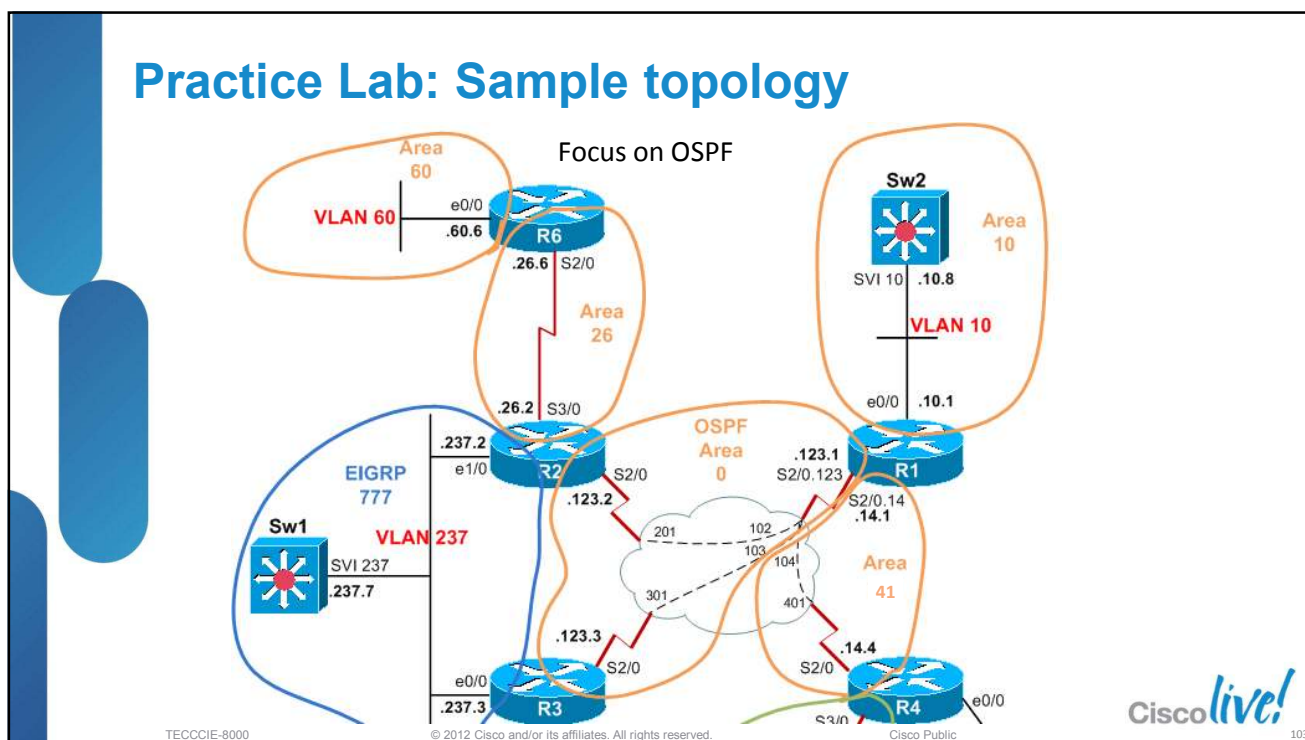 Practice Lab: Sample topology
Focus on OSPF
Area
60
VLAN 60
e0/0
.60.6
R6
.26.6
S2/0
Area
26
.26.2
S3/0
Sw2
Area
10
SVI 10
.10.8
VLAN 10
e0/0
.10.1
R1
.123.1
S2/0.123
S2/0.14
.14.1
OSPF
Area
0
.237.2
e1/0
R2
S2/0
.123.2
EIGRP
777
VLAN 237
Sw1
SVI 237
.237.7
201
102
103
104
301
401
Area
41
.123.3
S2/0
e0/0
.237.3
R3
.14.4
S2/0
R4
e0/0
S3/0
Cisco live!
TECCCIE-8000
© 2012 Cisco and/or its affiliates. All rights reserved.
Cisco Public
103